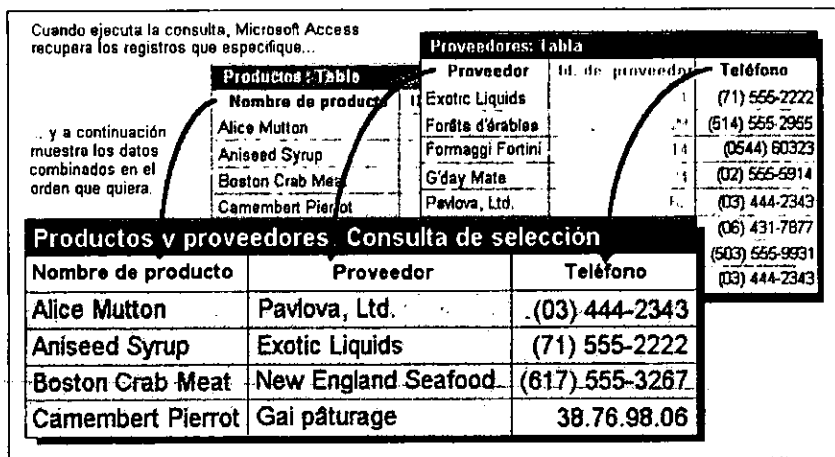 Cuando ejecuta la consulta, Microsoft Access
recupera los registros que especifique...
... y a continuación
muestra los datos
combinados en el
orden que quiera.
Productos : Tabla
Nombre de producto
Alice Mutton
Aniseed Syrup
Boston Crab Meat
Camembert Pierrot
Proveedores: Tabla
Proveedor Id. de proveedor Teléfono
Exotic Liquids 1 (71) 555-2222
Forêts d'érables (514) 555-2955
Formaggi Fortini 14 (0544) 60323
G'day Mate (02) 555-5914
Pavlova, Ltd. (03) 444-2343
(06) 431-7877
(503) 555-9931
(03) 444-2343
Productos y proveedores Consulta de selección
Nombre de producto Proveedor Teléfono
Alice Mutton Pavlova, Ltd. (03) 444-2343
Aniseed Syrup Exotic Liquids (71) 555-2222
Boston Crab Meat New England Seafood (617) 555-3267
Camembert Pierrot Gai pâturage 38.76.98.06